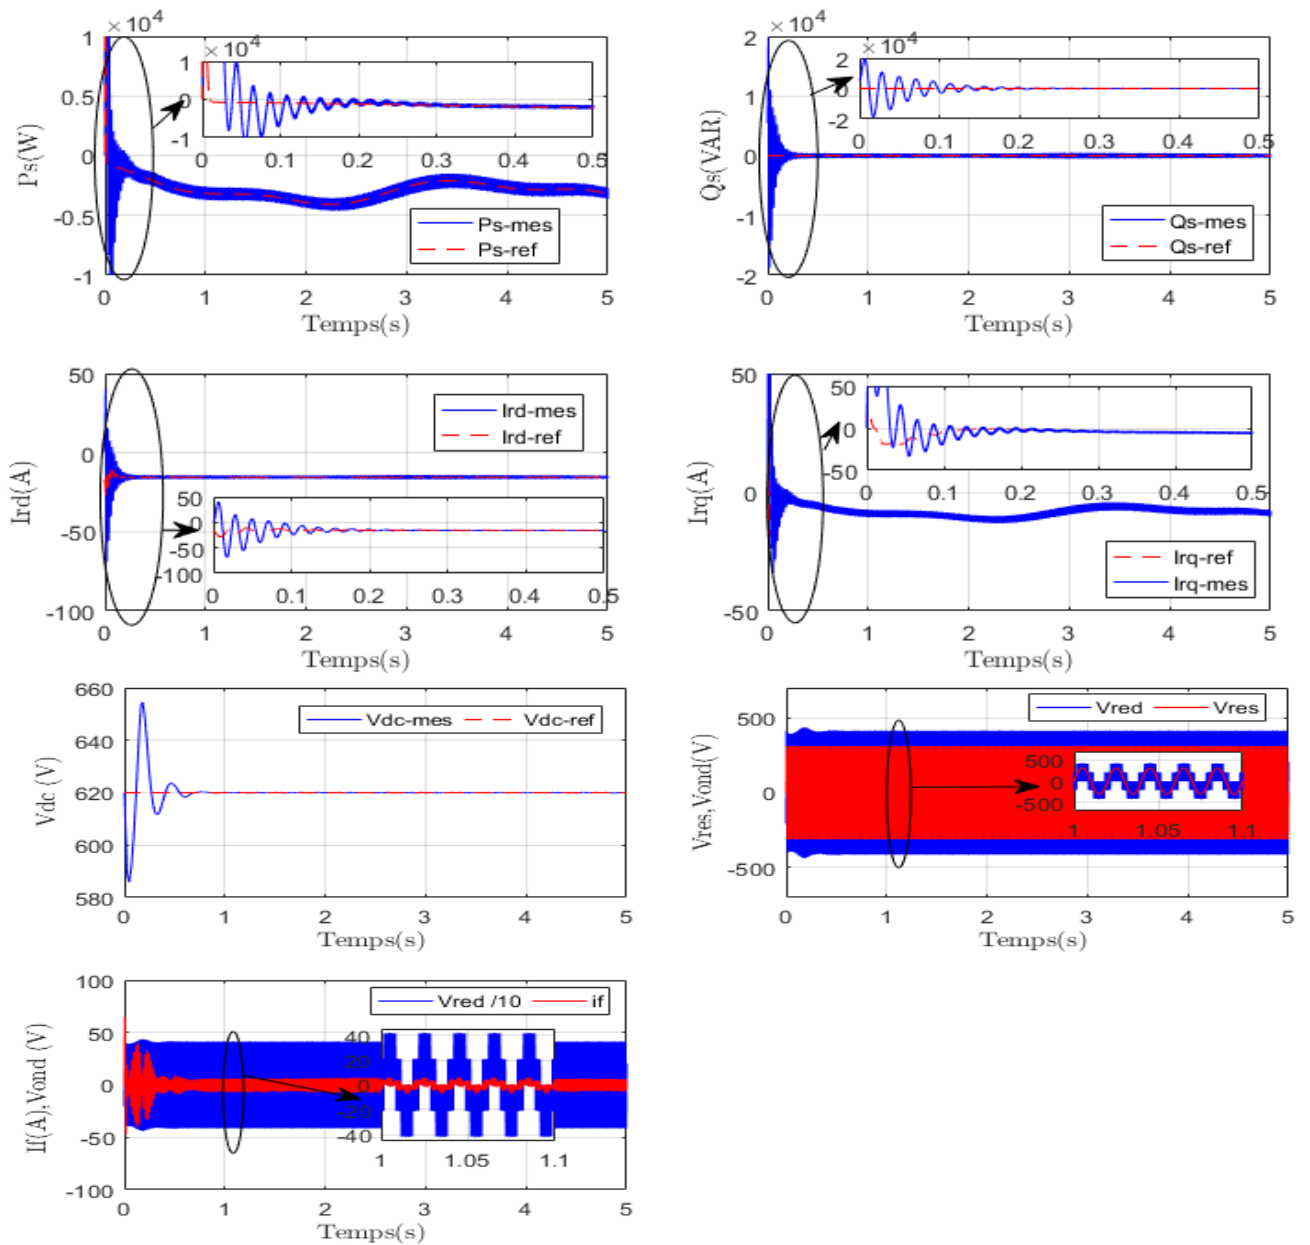 ×10⁴
1
0.5
0
-0.5
-1
Ps(W)
×10⁴
1
0
-1
0 0.1 0.2 0.3 0.4 0.5
Ps-mes
Ps-ref
0 1 2 3 4 5
Temps(s)
×10⁴
2
1
0
-1
-2
Qs(VAR)
×10⁴
2
0
-2
0 0.1 0.2 0.3 0.4 0.5
Qs-mes
Qs-ref
0 1 2 3 4 5
Temps(s)
50
0
-50
-100
Ird(A)
Ird-mes
Ird-ref
50
0
-50
-100
0 0.1 0.2 0.3 0.4 0.5
0 1 2 3 4 5
Temps(s)
50
0
-50
Irq(A)
50
0
-50
0 0.1 0.2 0.3 0.4 0.5
Irq-ref
Irq-mes
0 1 2 3 4 5
Temps(s)
660
640
620
600
580
Vdc (V)
Vdc-mes Vdc-ref
0 1 2 3 4 5
Temps(s)
500
0
-500
Vres,Vond(V)
Vred Vres
500
0
-500
1 1.05 1.1
0 1 2 3 4 5
Temps(s)
100
50
0
-50
-100
If(A),Vond (V)
Vred /10 if
40
20
0
-20
-40
1 1.05 1.1
0 1 2 3 4 5
Temps(s)